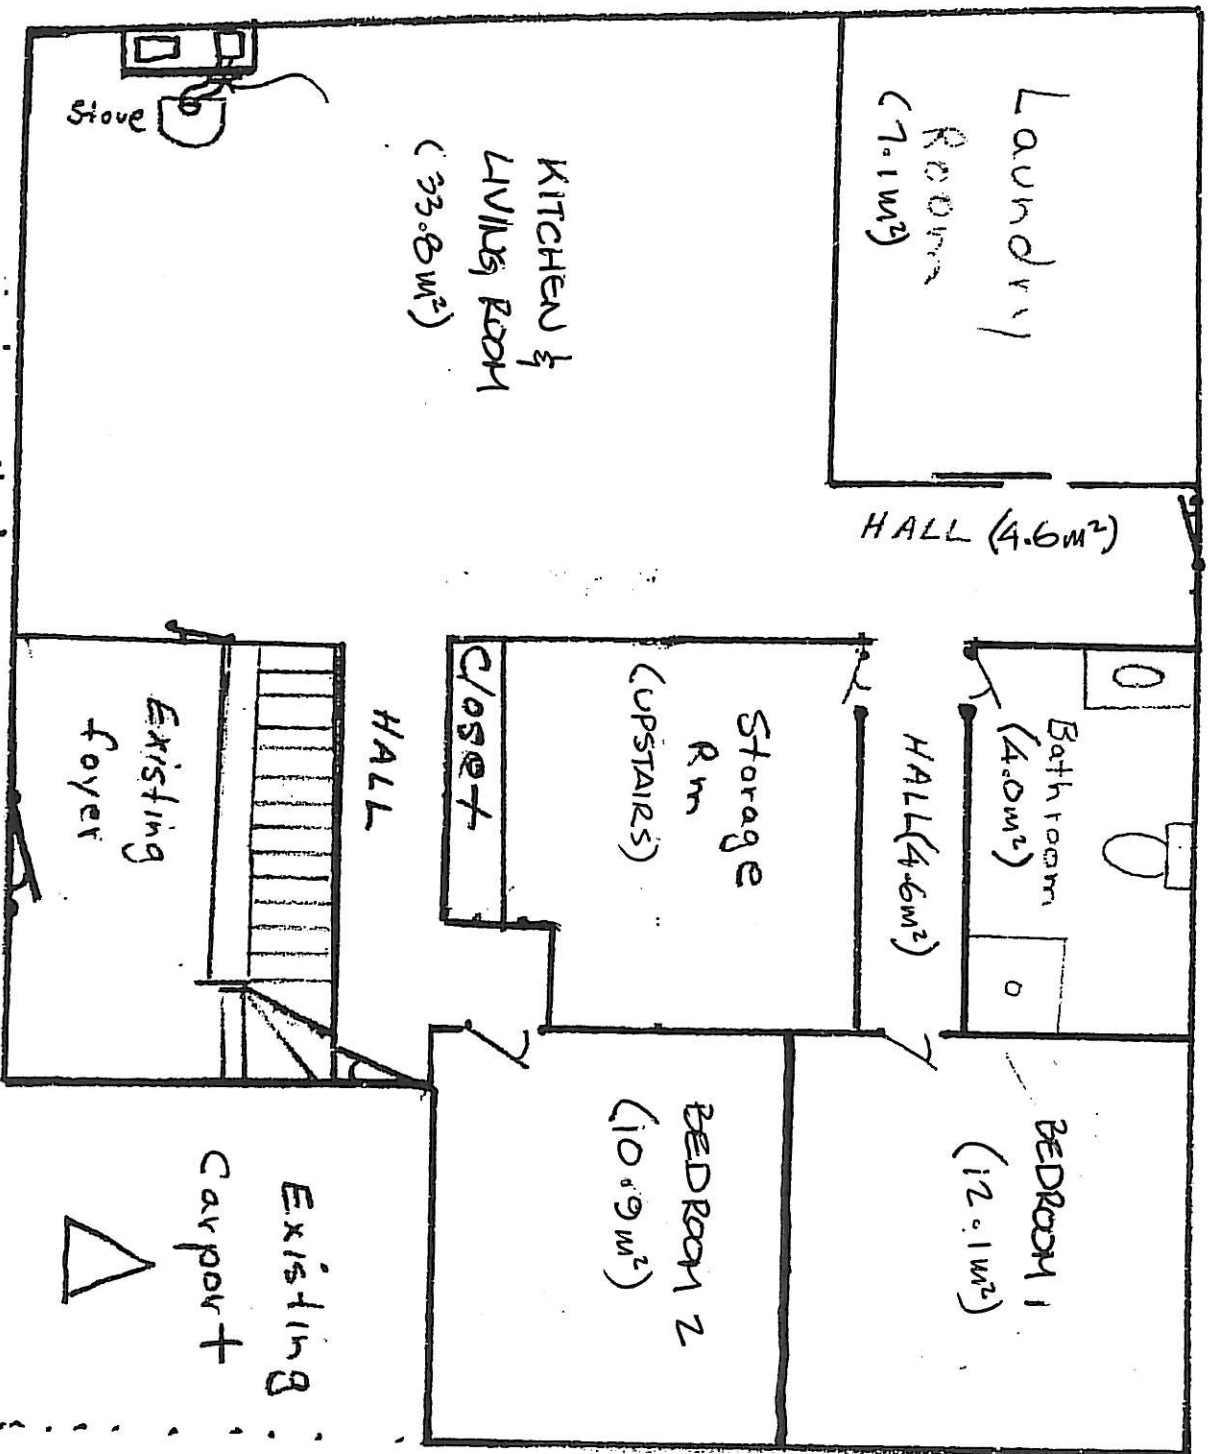 Laundry
Room
(7.1m²)
HALL (4.6m²)
KITCHEN &
LIVING ROOM
(33.8m²)
Stove
Bathroom
(4.0m²)
HALL (4.6m²)
Storage
Rm
(UPSTAIRS)
Closet
HALL
Existing
foyer
BEDROOM 1
(12.1m²)
BEDROOM 2
(10.9m²)
Existing
Carport